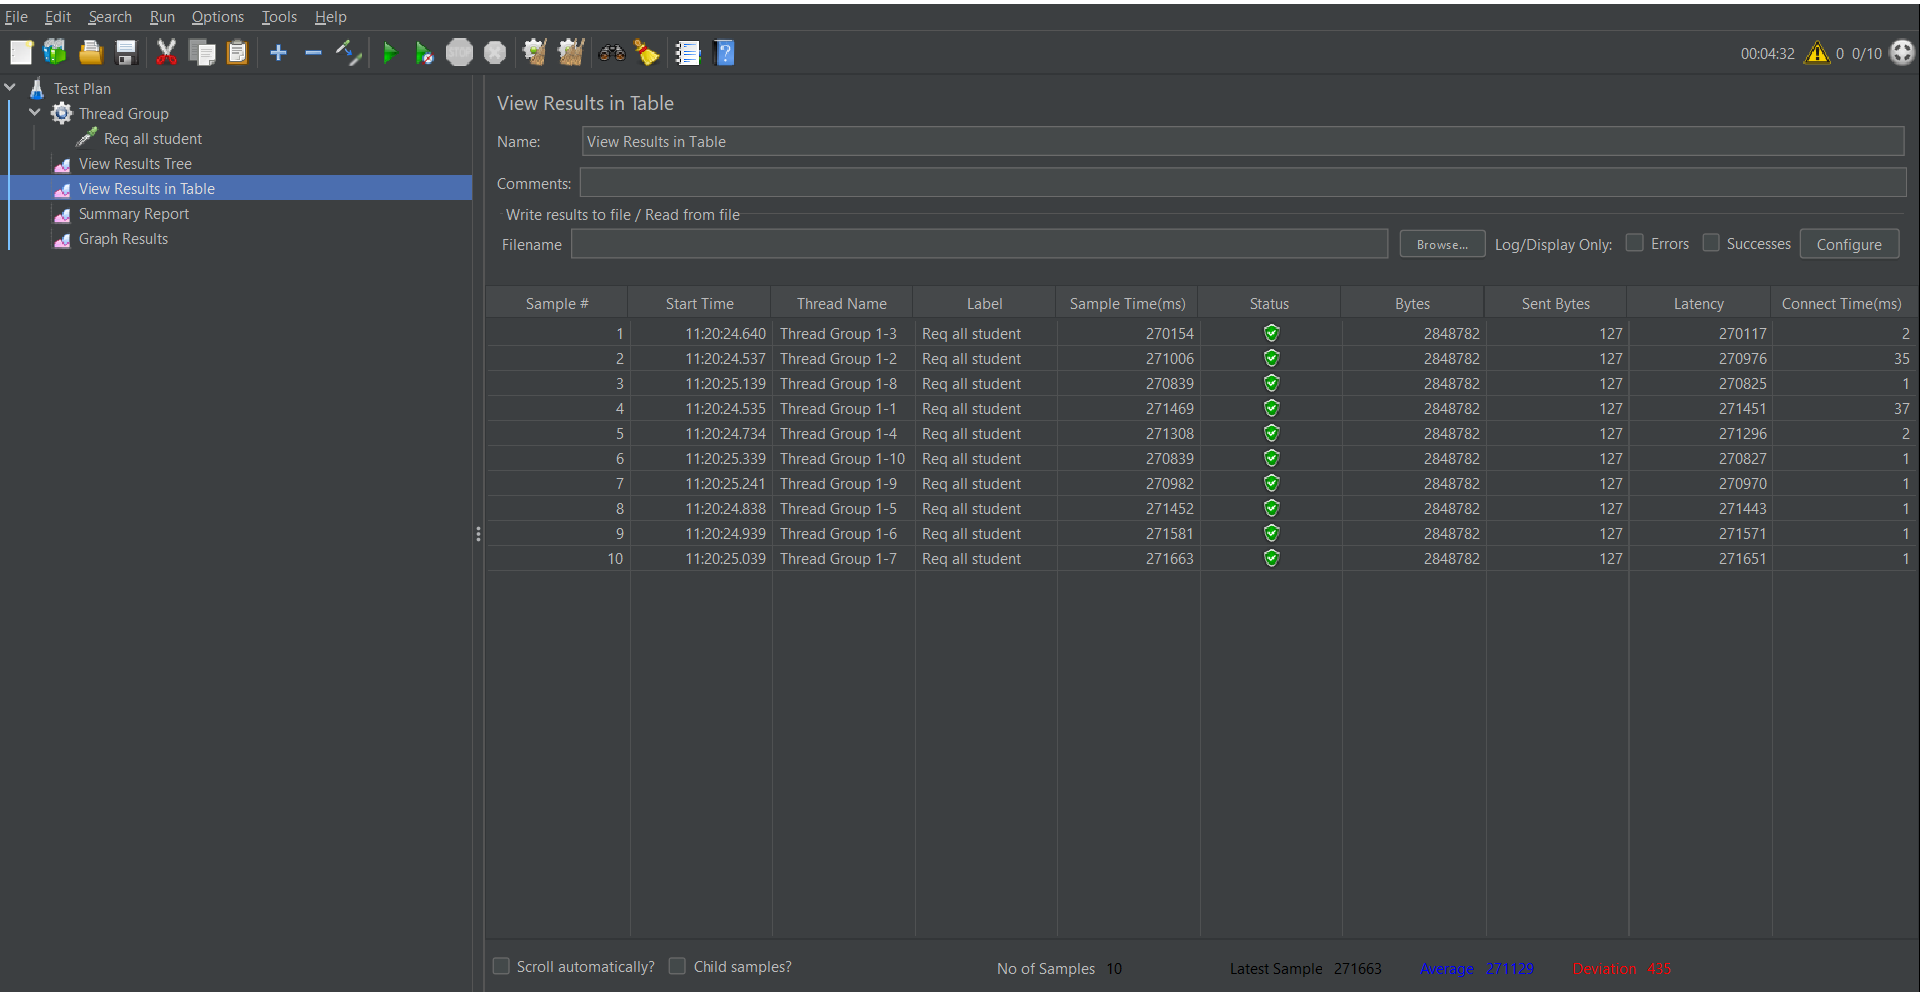 File Edit Search Run Options Tools Help
00:04:32 0 0/10
Test Plan
Thread Group
Req all student
View Results Tree
View Results in Table
Summary Report
Graph Results
View Results in Table
Name: View Results in Table
Comments:
Write results to file / Read from file
Filename Browse... Log/Display Only: Errors Successes Configure
Sample # Start Time Thread Name Label Sample Time(ms) Status Bytes Sent Bytes Latency Connect Time(ms)
1 11:20:24.640 Thread Group 1-3 Req all student 270154 2848782 127 270117 2
2 11:20:24.537 Thread Group 1-2 Req all student 271006 2848782 127 270976 35
3 11:20:25.139 Thread Group 1-8 Req all student 270839 2848782 127 270825 1
4 11:20:24.535 Thread Group 1-1 Req all student 271469 2848782 127 271451 37
5 11:20:24.734 Thread Group 1-4 Req all student 271308 2848782 127 271296 2
6 11:20:25.339 Thread Group 1-10 Req all student 270839 2848782 127 270827 1
7 11:20:25.241 Thread Group 1-9 Req all student 270982 2848782 127 270970 1
8 11:20:24.838 Thread Group 1-5 Req all student 271452 2848782 127 271443 1
9 11:20:24.939 Thread Group 1-6 Req all student 271581 2848782 127 271571 1
10 11:20:25.039 Thread Group 1-7 Req all student 271663 2848782 127 271651 1
Scroll automatically? Child samples? No of Samples 10 Latest Sample 271663 Average 271129 Deviation 435